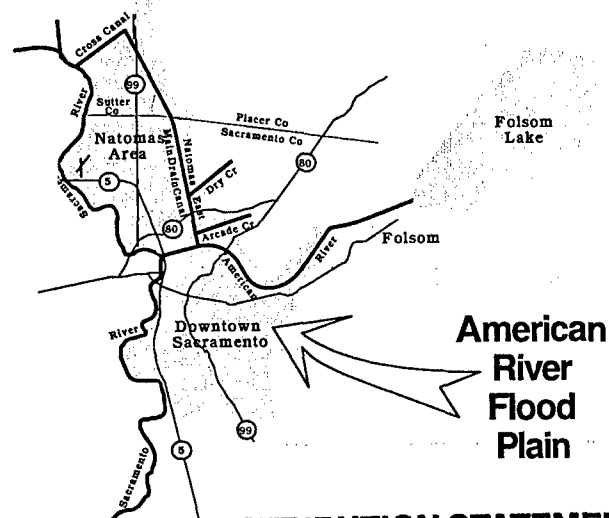 Cross Canal
99
River
Sutter
Co
Placer Co
Sacramento Co
Folsom
Lake
Natomas
Area
Natomas East
Main Drain Canal
80
Dry Cr
5
Sacrame-
80
Arcade Cr
American
River
Folsom
River
Downtown
Sacramento
American
River
Flood
Plain
99
5
Sacramento